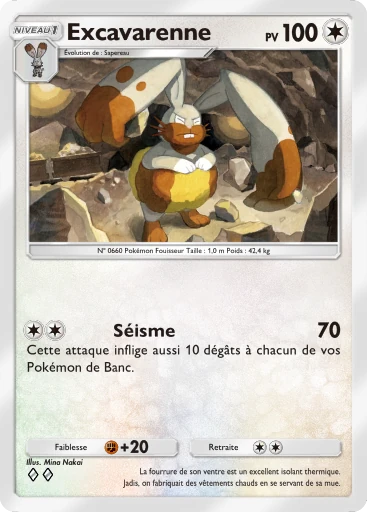 NIVEAU 1
Excavarenne
PV 100
Évolution de : Sapereau
N° 0660 Pokémon Fouisseur Taille : 1,0 m Poids : 42,4 kg
Séisme 70
Cette attaque inflige aussi 10 dégâts à chacun de vos
Pokémon de Banc.
Faiblesse +20 Retraite
Illus. Mina Nakai
La fourrure de son ventre est un excellent isolant thermique.
Jadis, on fabriquait des vêtements chauds en se servant de sa mue.